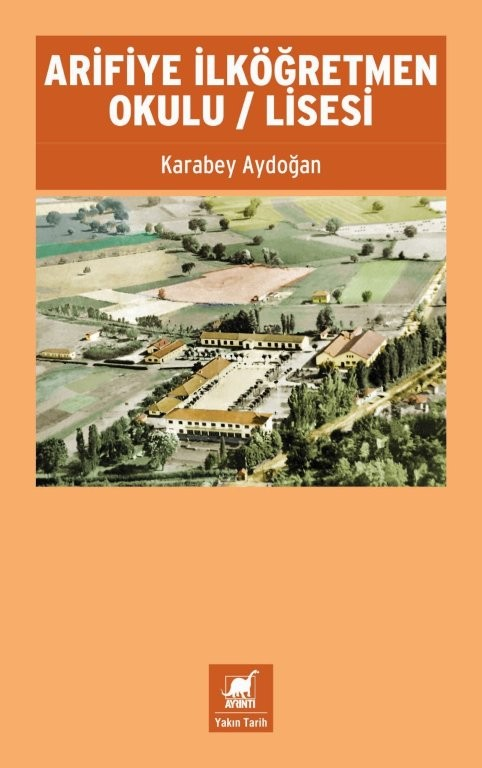 ARİFİYE İLKÖĞRETMEN
OKULU / LİSESİ
Karabey Aydoğan
AYRINTI
Yakın Tarih